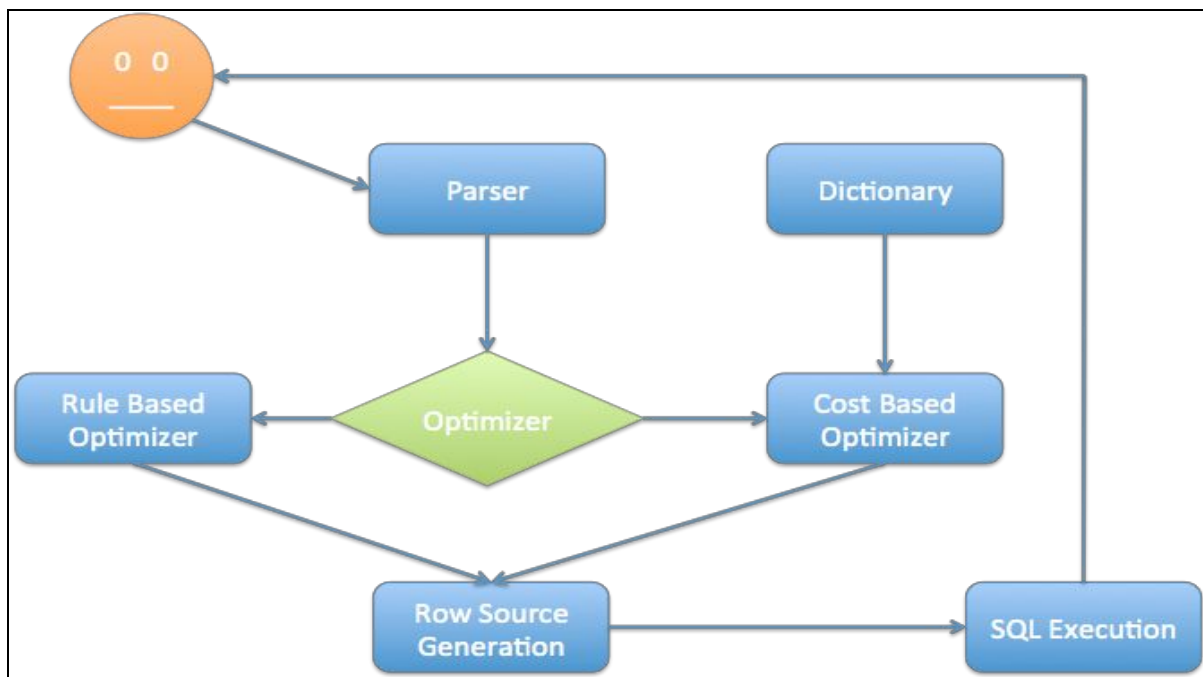 0 0
Parser
Dictionary
Rule Based
Optimizer
Optimizer
Cost Based
Optimizer
Row Source
Generation
SQL Execution